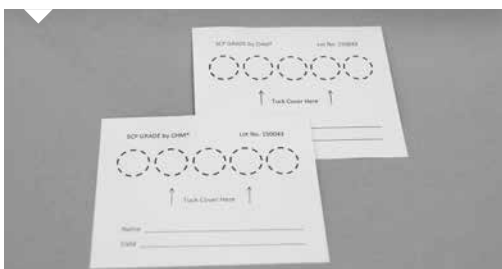 SCP GRADE by CHM® Lot No. 150043
Tuck Cover Here
SCP GRADE by CHM® Lot No. 150043
Tuck Cover Here
Name
Date